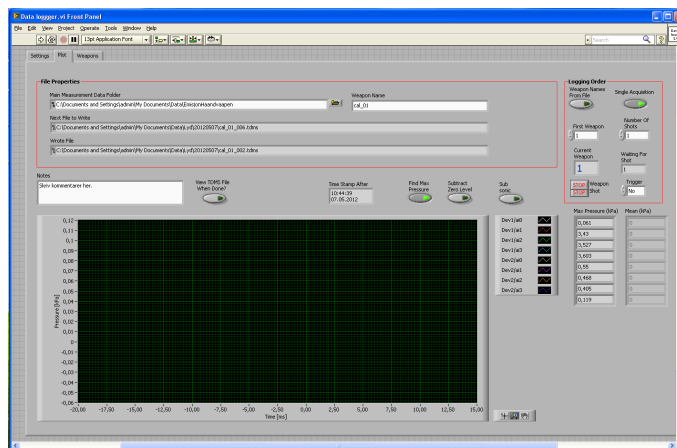 Data loggger.vi Front Panel
File Edit View Project Operate Tools Window Help
13pt Application Font
Search
Settings Plot Weapons
File Properties
Main Measurement Data Folder
C:\Documents and Settings\admin\My Documents\Data\EmisjonHaandvaapen
Weapon Name
cal_01
Next File to Write
C:\Documents and Settings\admin\My Documents\Data\Lyd\20120507\cal_01_006.tdms
Wrote File
C:\Documents and Settings\admin\My Documents\Data\Lyd\20120507\cal_01_002.tdms
Logging Order
Weapon Names From File
Single Acquisition
First Weapon
1
Number Of Shots
1
Current Weapon
1
Waiting For Shot
1
STOP Weapon
STOP Shot
Trigger
No
Notes
Skriv kommentarer her.
View TDMS File When Done?
Time Stamp After
10:44:39
07.05.2012
Find Max Pressure
Subtract Zero Level
Sub sonic
Max Pressure (kPa) Mean (kPa)
0,061 0
3,43 0
3,527 0
3,603 0
0,55 0
0,468 0
0,405 0
0,119 0
Dev1/ai0
Dev1/ai1
Dev1/ai2
Dev1/ai3
Dev2/ai0
Dev2/ai1
Dev2/ai2
Dev2/ai3
Pressure [kPa]
0,12
0,11
0,1
0,09
0,08
0,07
0,06
0,05
0,04
0,03
0,02
0,01
0
-0,01
-0,02
-0,03
-0,04
-0,05
-0,06
-20,00 -17,50 -15,00 -12,50 -10,00 -7,50 -5,00 -2,50 0,00 2,50 5,00 7,50 10,00 12,50 15,00
Time [ms]